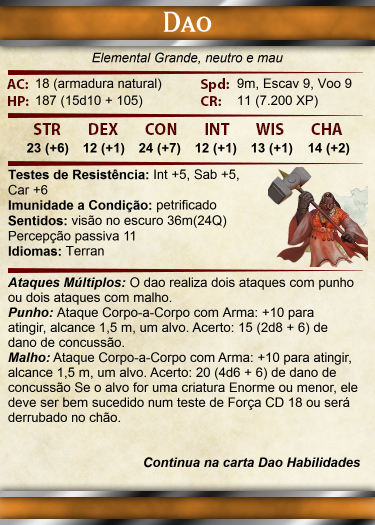 Dao
Elemental Grande, neutro e mau
AC: 18 (armadura natural) Spd: 9m, Escav 9, Voo 9
HP: 187 (15d10 + 105) CR: 11 (7.200 XP)
STR DEX CON INT WIS CHA
23 (+6) 12 (+1) 24 (+7) 12 (+1) 13 (+1) 14 (+2)
Testes de Resistência: Int +5, Sab +5,
Car +6
Imunidade a Condição: petrificado
Sentidos: visão no escuro 36m(24Q)
Percepção passiva 11
Idiomas: Terran
Ataques Múltiplos: O dao realiza dois ataques com punho
ou dois ataques com malho.
Punho: Ataque Corpo-a-Corpo com Arma: +10 para
atingir, alcance 1,5 m, um alvo. Acerto: 15 (2d8 + 6) de
dano de concussão.
Malho: Ataque Corpo-a-Corpo com Arma: +10 para atingir,
alcance 1,5 m, um alvo. Acerto: 20 (4d6 + 6) de dano de
concussão Se o alvo for uma criatura Enorme ou menor, ele
deve ser bem sucedido num teste de Força CD 18 ou será
derrubado no chão.
Continua na carta Dao Habilidades